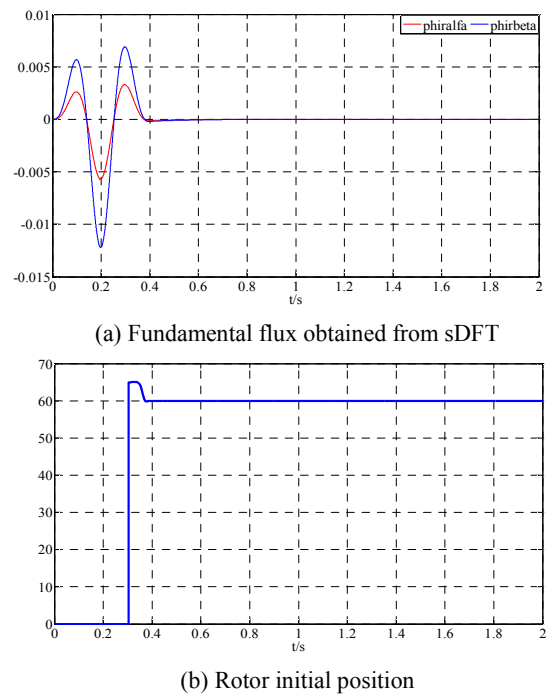 0.01
phiralfa phirbeta
0.005
0
-0.005
-0.01
-0.015
0 0.2 0.4 0.6 0.8 1 1.2 1.4 1.6 1.8 2
t/s
(a) Fundamental flux obtained from sDFT
70
60
50
40
30
20
10
0
0 0.2 0.4 0.6 0.8 1 1.2 1.4 1.6 1.8 2
t/s
(b) Rotor initial position